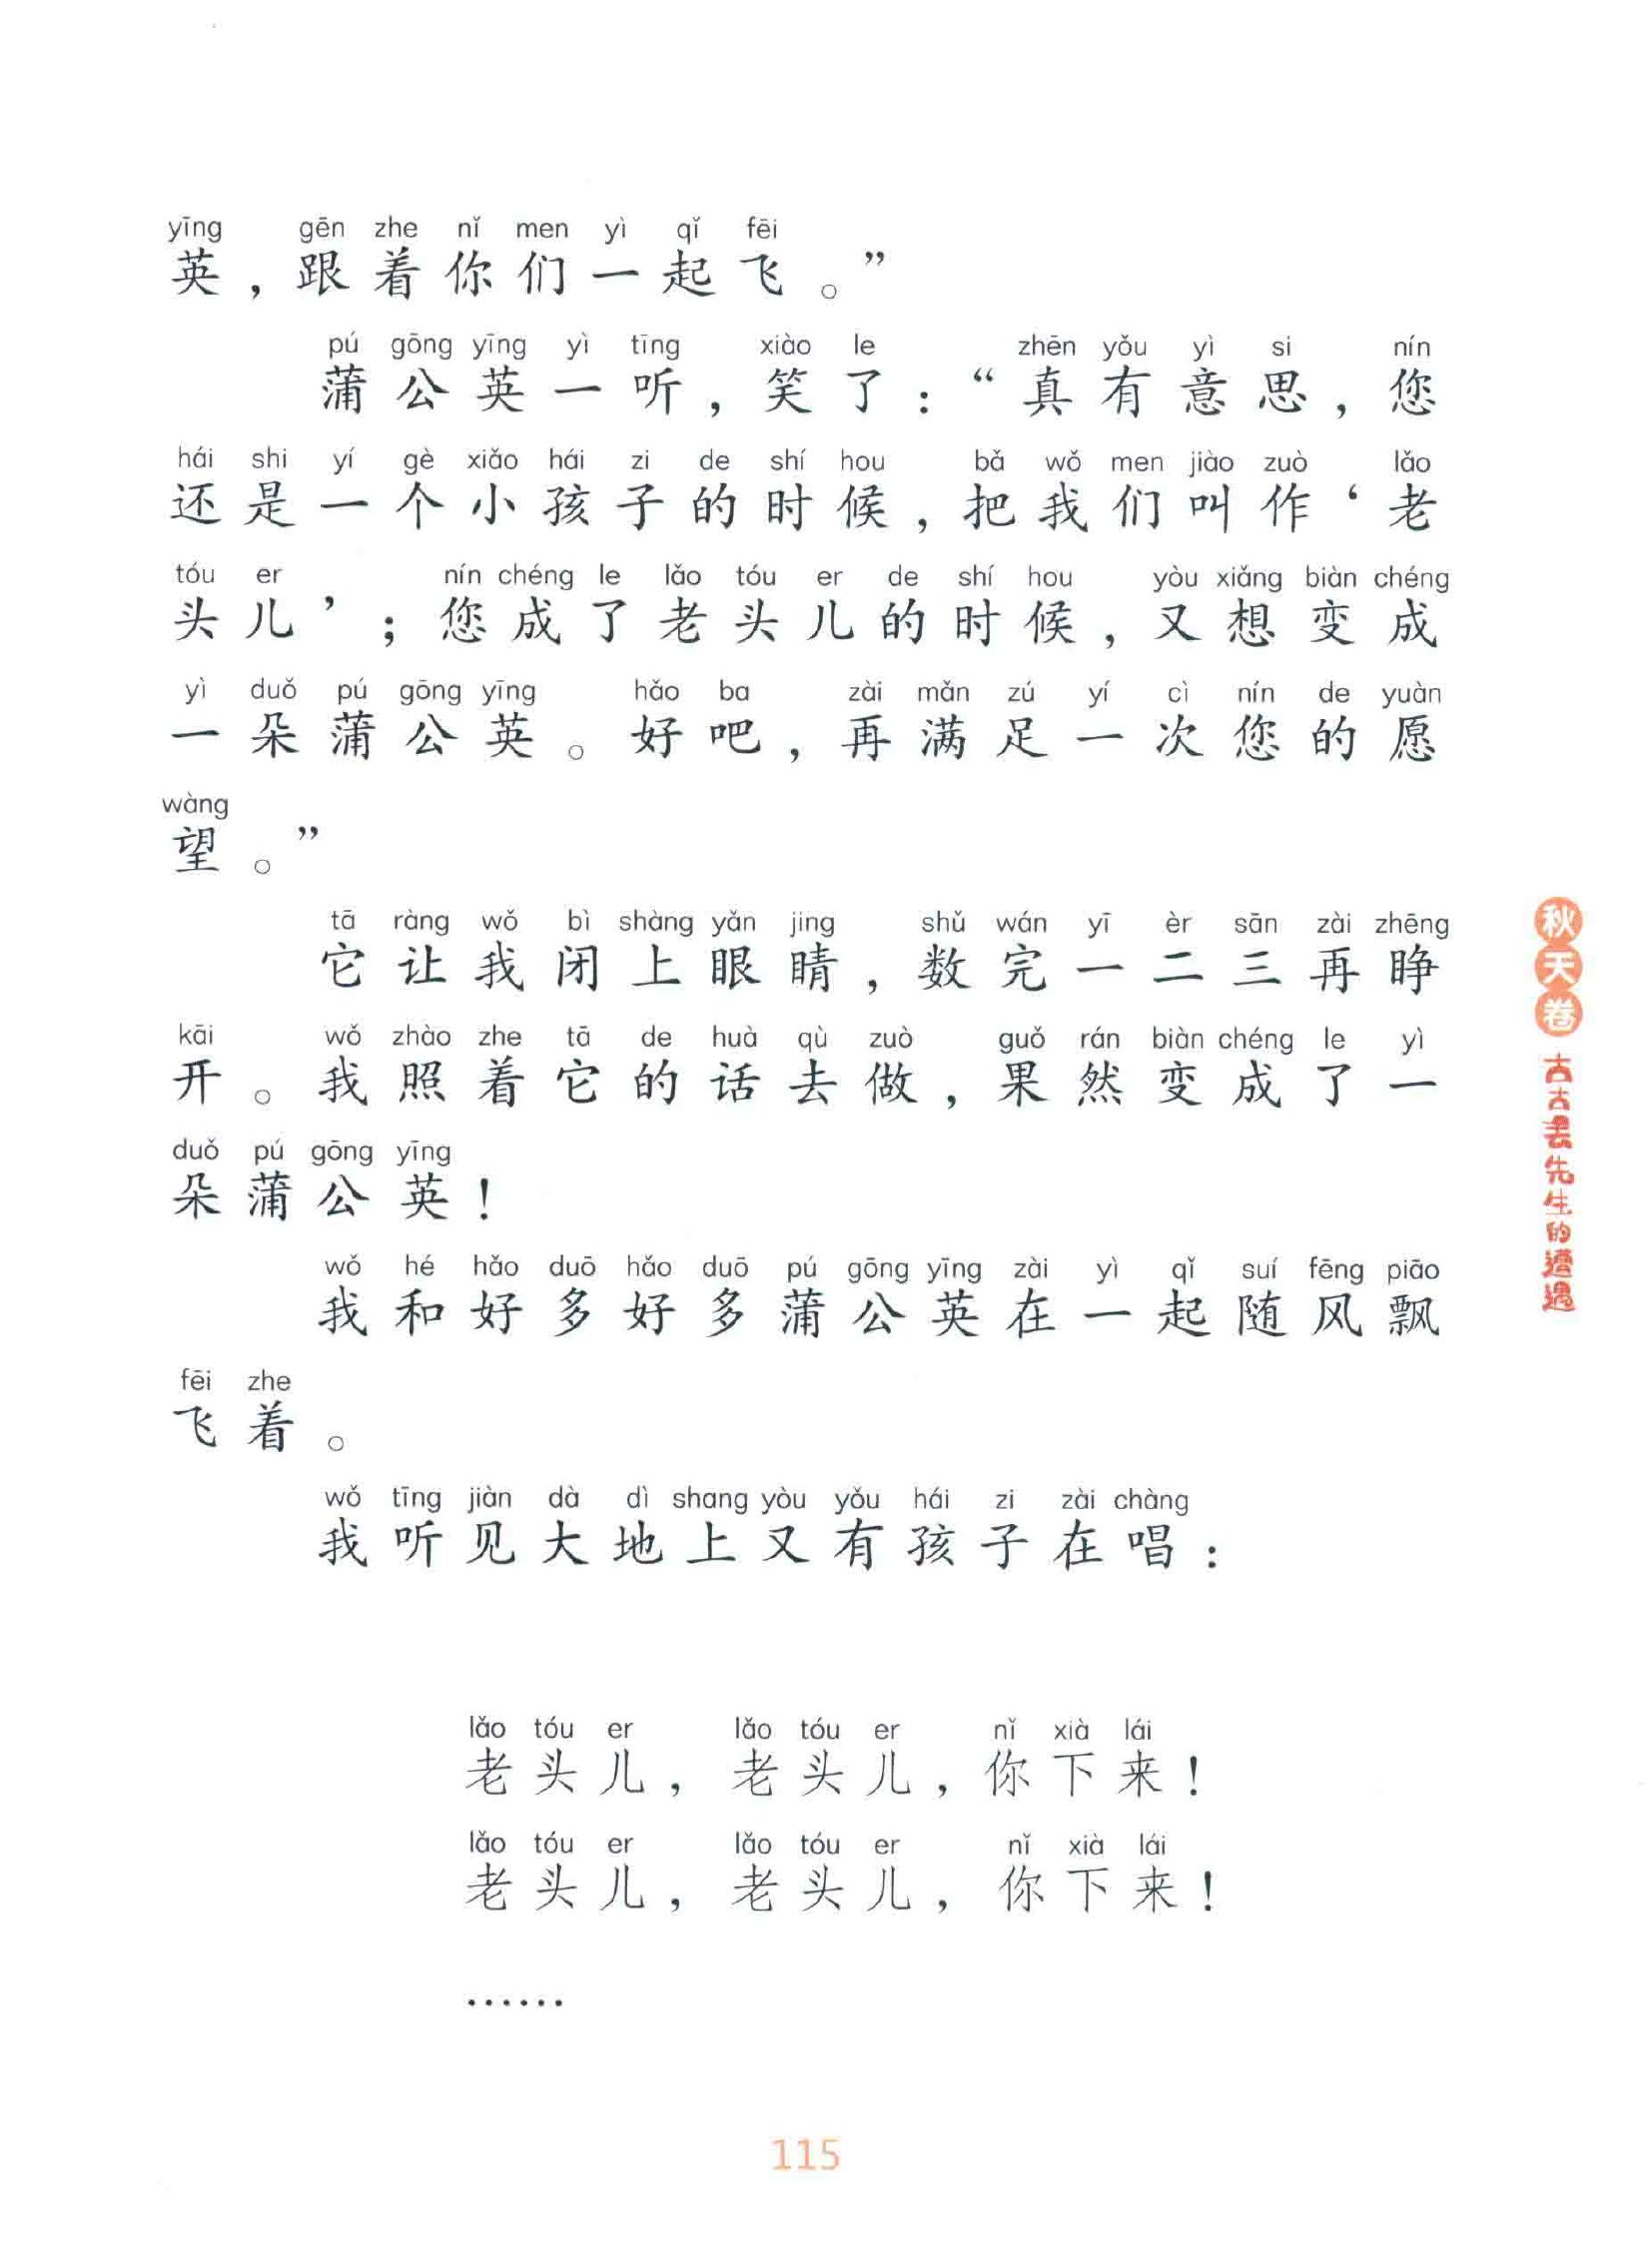 yīng gēn zhe nǐ men yì qǐ fēi
英，跟着你们一起飞。”
pú gōng yīng yì tīng xiào le zhēn yǒu yì si nín
蒲公英一听，笑了：“真有意思，您
hái shi yí gè xiǎo hái zi de shí hou bǎ wǒ men jiào zuò lǎo
还是一个小孩子的时候，把我们叫作‘老
tóu er nín chéng le lǎo tóu er de shí hou yòu xiǎng biàn chéng
头儿’；您成了老头儿的时候，又想变成
yì duǒ pú gōng yīng hǎo ba zài mǎn zú yí cì nín de yuàn
一朵蒲公英。好吧，再满足一次您的愿
wàng
望。”
tā ràng wǒ bì shàng yǎn jing shǔ wán yī èr sān zài zhēng
它让我闭上眼睛，数完一二三再睁
kāi wǒ zhào zhe tā de huà qù zuò guǒ rán biàn chéng le yì
开。我照着它的话去做，果然变成了一
duǒ pú gōng yīng
朵蒲公英！
wǒ hé hǎo duō hǎo duō pú gōng yīng zài yì qǐ suí fēng piāo
我和好多好多蒲公英在一起随风飘
fēi zhe
飞着。
wǒ tīng jiàn dà dì shang yòu yǒu hái zi zài chàng
我听见大地上又有孩子在唱：
lǎo tóu er lǎo tóu er nǐ xià lái
老头儿，老头儿，你下来！
lǎo tóu er lǎo tóu er nǐ xià lái
老头儿，老头儿，你下来！
……
秋天卷
古古丢先生的遭遇
115